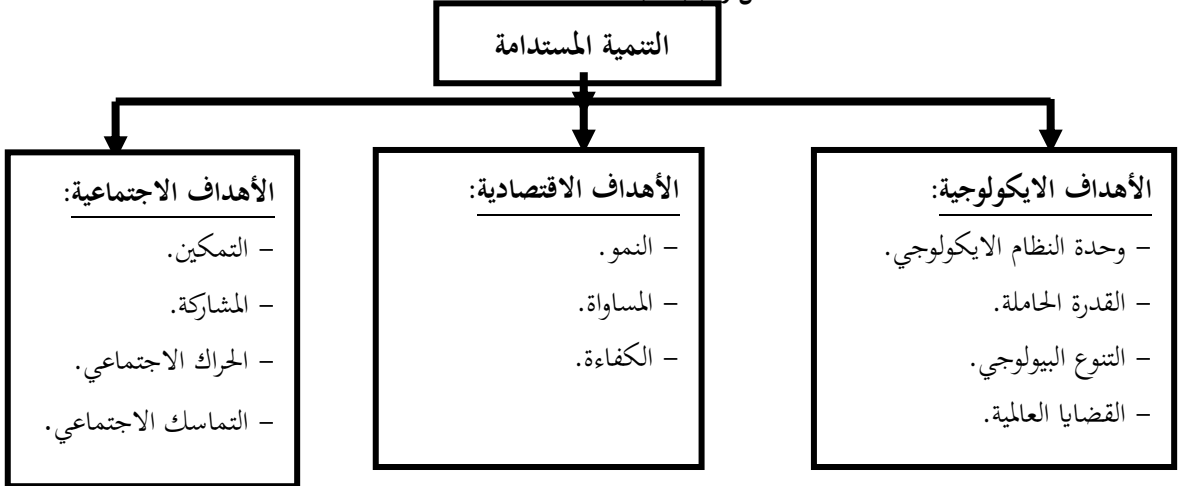 التنمية المستدامة
الأهداف الايكولوجية:
– وحدة النظام الايكولوجي.
– القدرة الحاملة.
– التنوع البيولوجي.
– القضايا العالمية.
الأهداف الاقتصادية:
– النمو.
– المساواة.
– الكفاءة.
الأهداف الاجتماعية:
– التمكين.
– المشاركة.
– الحراك الاجتماعي.
– التماسك الاجتماعي.